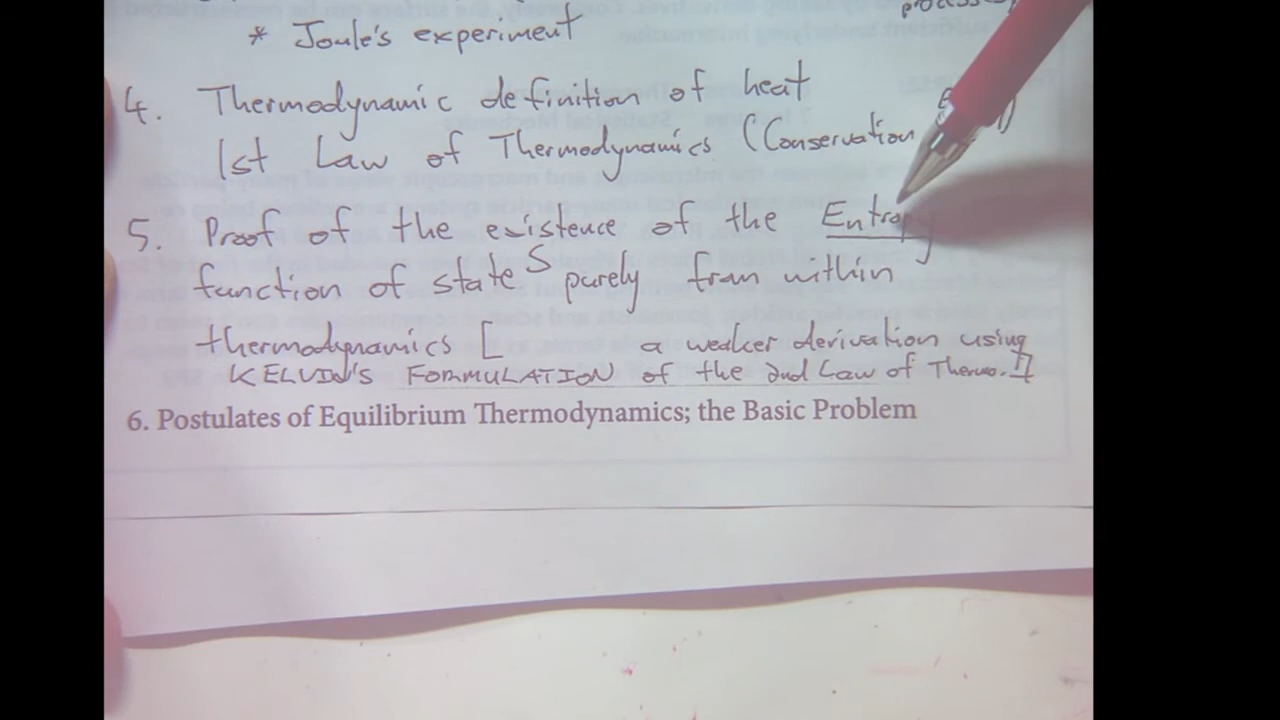 * Joule's experiment
4. Thermodynamic definition of heat
1st Law of Thermodynamics (Conservation
5. Proof of the existence of the Entropy
function of state S purely from within
thermodynamics [ a weaker derivation using
KELVIN'S FORMULATION of the 2nd Law of Thermo.]
6. Postulates of Equilibrium Thermodynamics; the Basic Problem